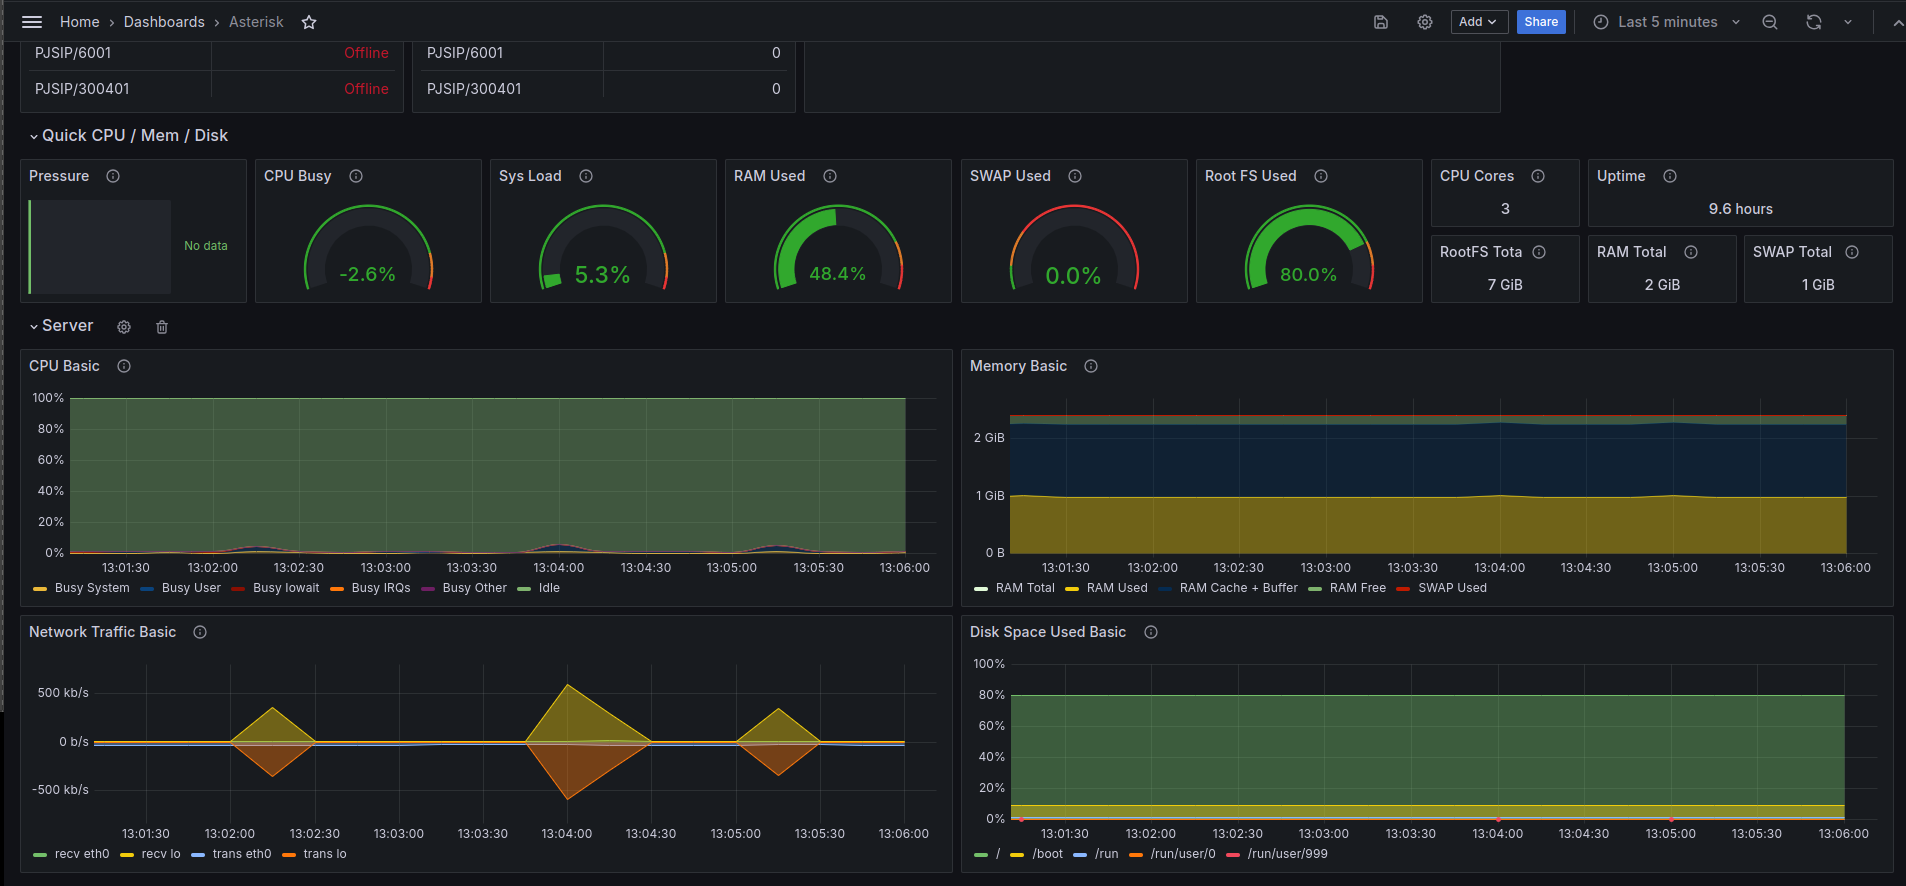 Home › Dashboards › Asterisk
Add
Share
Last 5 minutes
PJSIP/6001 Offline
PJSIP/300401 Offline
PJSIP/6001 0
PJSIP/300401 0
Quick CPU / Mem / Disk
Pressure
No data
CPU Busy
-2.6%
Sys Load
5.3%
RAM Used
48.4%
SWAP Used
0.0%
Root FS Used
80.0%
CPU Cores
3
Uptime
9.6 hours
RootFS Tota
7 GiB
RAM Total
2 GiB
SWAP Total
1 GiB
Server
CPU Basic
100%
80%
60%
40%
20%
0%
13:01:30 13:02:00 13:02:30 13:03:00 13:03:30 13:04:00 13:04:30 13:05:00 13:05:30 13:06:00
Busy System Busy User Busy Iowait Busy IRQs Busy Other Idle
Memory Basic
2 GiB
1 GiB
0 B
13:01:30 13:02:00 13:02:30 13:03:00 13:03:30 13:04:00 13:04:30 13:05:00 13:05:30 13:06:00
RAM Total RAM Used RAM Cache + Buffer RAM Free SWAP Used
Network Traffic Basic
500 kb/s
0 b/s
-500 kb/s
13:01:30 13:02:00 13:02:30 13:03:00 13:03:30 13:04:00 13:04:30 13:05:00 13:05:30 13:06:00
recv eth0 recv lo trans eth0 trans lo
Disk Space Used Basic
100%
80%
60%
40%
20%
0%
13:01:30 13:02:00 13:02:30 13:03:00 13:03:30 13:04:00 13:04:30 13:05:00 13:05:30 13:06:00
/ /boot /run /run/user/0 /run/user/999